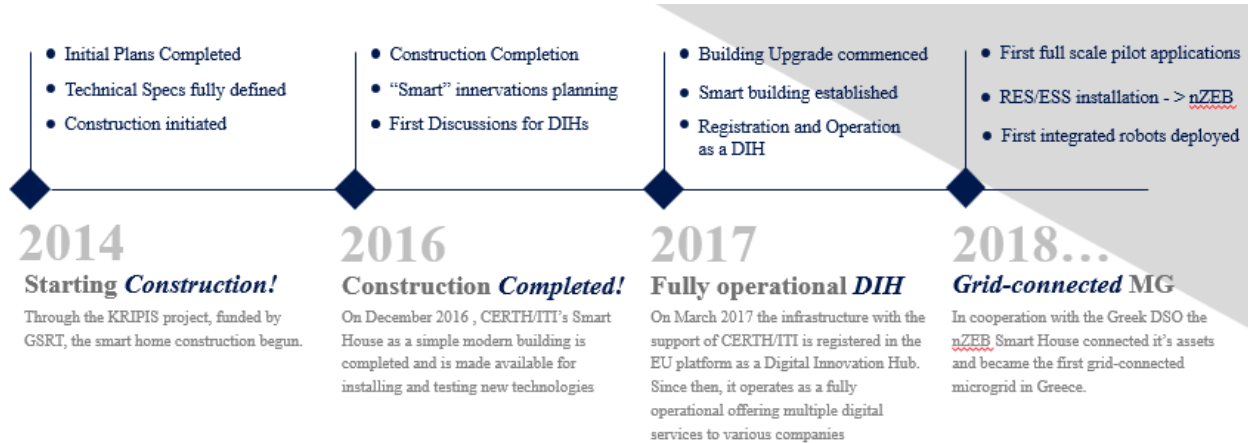 Initial Plans Completed
Technical Specs fully defined
Construction initiated
2014
Starting Construction!
Through the KRIPIS project, funded by
GSRT, the smart home construction begun.
Construction Completion
“Smart” innervations planning
First Discussions for DIHs
2016
Construction Completed!
On December 2016 , CERTH/ITI’s Smart
House as a simple modern building is
completed and is made available for
installing and testing new technologies
Building Upgrade commenced
Smart building established
Registration and Operation
as a DIH
2017
Fully operational DIH
On March 2017 the infrastructure with the
support of CERTH/ITI is registered in the
EU platform as a Digital Innovation Hub.
Since then, it operates as a fully
operational offering multiple digital
services to various companies
First full scale pilot applications
RES/ESS installation - > nZEB
First integrated robots deployed
2018…
Grid-connected MG
In cooperation with the Greek DSO the
nZEB Smart House connected it’s assets
and became the first grid-connected
microgrid in Greece.